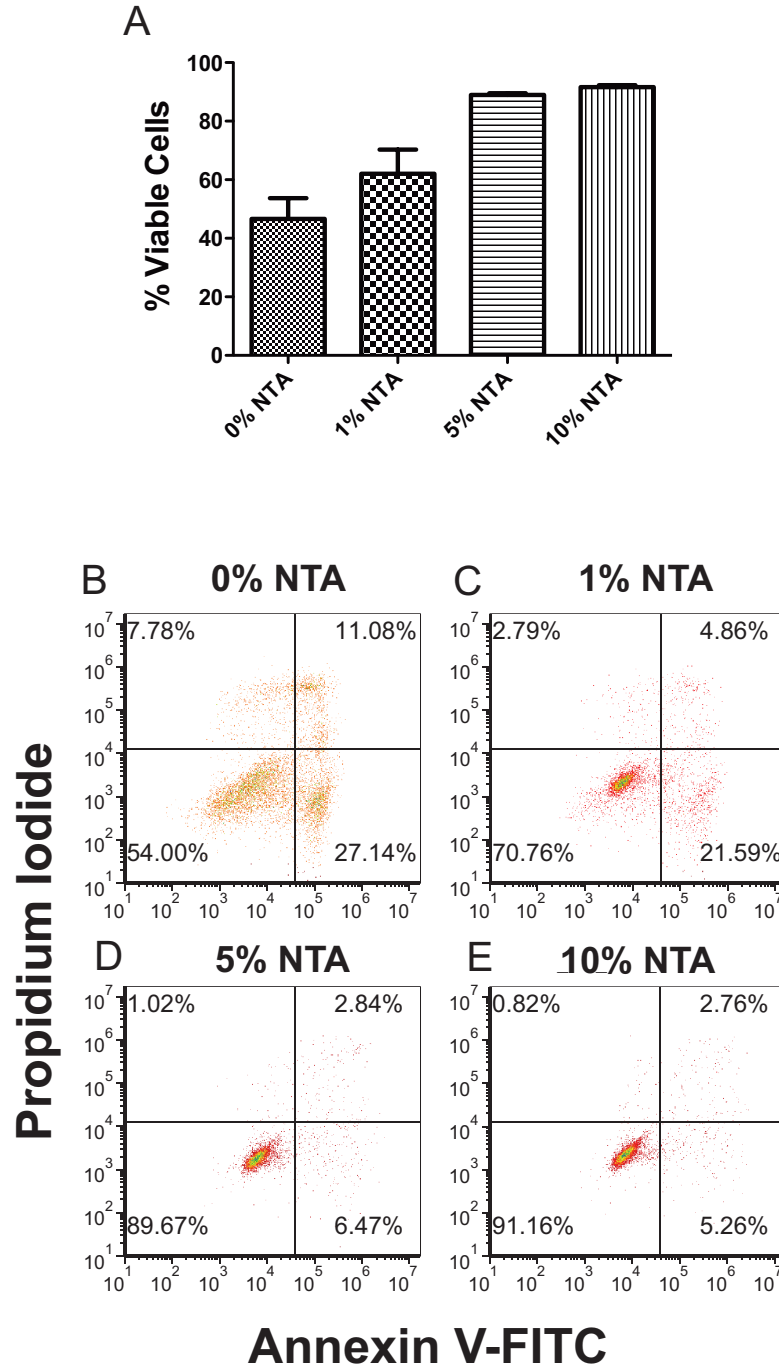 A
% Viable Cells
100
80
60
40
20
0
0% NTA
1% NTA
5% NTA
10% NTA
B
0% NTA
C
1% NTA
Propidium Iodide
10^7
10^6
10^5
10^4
10^3
10^2
10^1
7.78%
11.08%
54.00%
27.14%
10^1 10^2 10^3 10^4 10^5 10^6 10^7
10^7
10^6
10^5
10^4
10^3
10^2
10^1
2.79%
4.86%
70.76%
21.59%
10^1 10^2 10^3 10^4 10^5 10^6 10^7
D
5% NTA
E
10% NTA
10^7
10^6
10^5
10^4
10^3
10^2
10^1
1.02%
2.84%
89.67%
6.47%
10^1 10^2 10^3 10^4 10^5 10^6 10^7
10^7
10^6
10^5
10^4
10^3
10^2
10^1
0.82%
2.76%
91.16%
5.26%
10^1 10^2 10^3 10^4 10^5 10^6 10^7
Annexin V-FITC